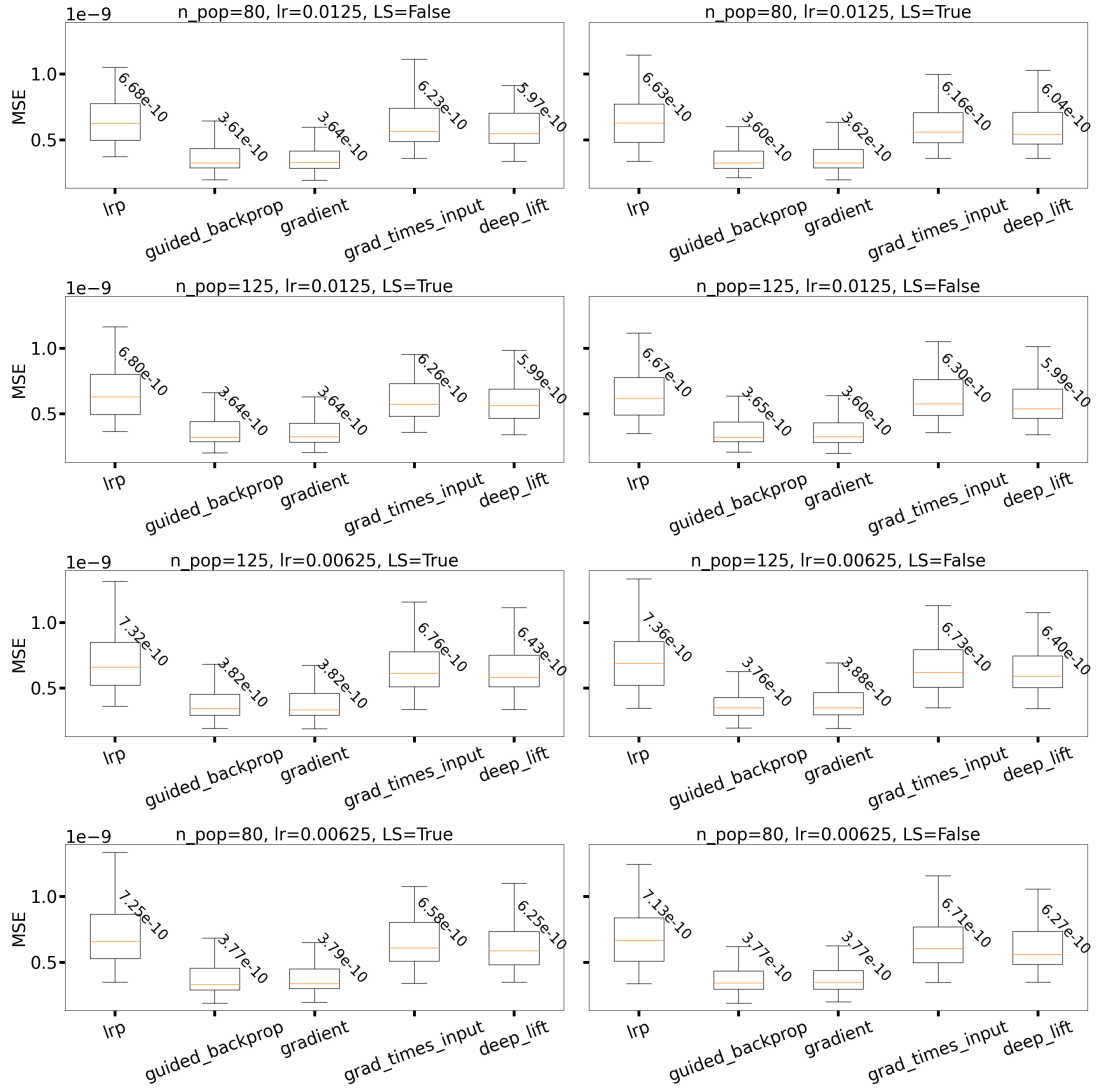 1e−9
n_pop=80, lr=0.0125, LS=False
n_pop=80, lr=0.0125, LS=True
MSE
1.0
0.5
6.68e-10
3.61e-10
3.64e-10
6.23e-10
5.97e-10
6.63e-10
3.60e-10
3.62e-10
6.16e-10
6.04e-10
lrp
guided_backprop
gradient
grad_times_input
deep_lift
lrp
guided_backprop
gradient
grad_times_input
deep_lift
1e−9
n_pop=125, lr=0.0125, LS=True
n_pop=125, lr=0.0125, LS=False
MSE
1.0
0.5
6.80e-10
3.64e-10
3.64e-10
6.26e-10
5.99e-10
6.67e-10
3.65e-10
3.60e-10
6.30e-10
5.99e-10
lrp
guided_backprop
gradient
grad_times_input
deep_lift
lrp
guided_backprop
gradient
grad_times_input
deep_lift
1e−9
n_pop=125, lr=0.00625, LS=True
n_pop=125, lr=0.00625, LS=False
MSE
1.0
0.5
7.32e-10
3.82e-10
3.82e-10
6.76e-10
6.43e-10
7.36e-10
3.76e-10
3.88e-10
6.73e-10
6.40e-10
lrp
guided_backprop
gradient
grad_times_input
deep_lift
lrp
guided_backprop
gradient
grad_times_input
deep_lift
1e−9
n_pop=80, lr=0.00625, LS=True
n_pop=80, lr=0.00625, LS=False
MSE
1.0
0.5
7.25e-10
3.77e-10
3.79e-10
6.58e-10
6.25e-10
7.13e-10
3.77e-10
3.77e-10
6.71e-10
6.27e-10
lrp
guided_backprop
gradient
grad_times_input
deep_lift
lrp
guided_backprop
gradient
grad_times_input
deep_lift